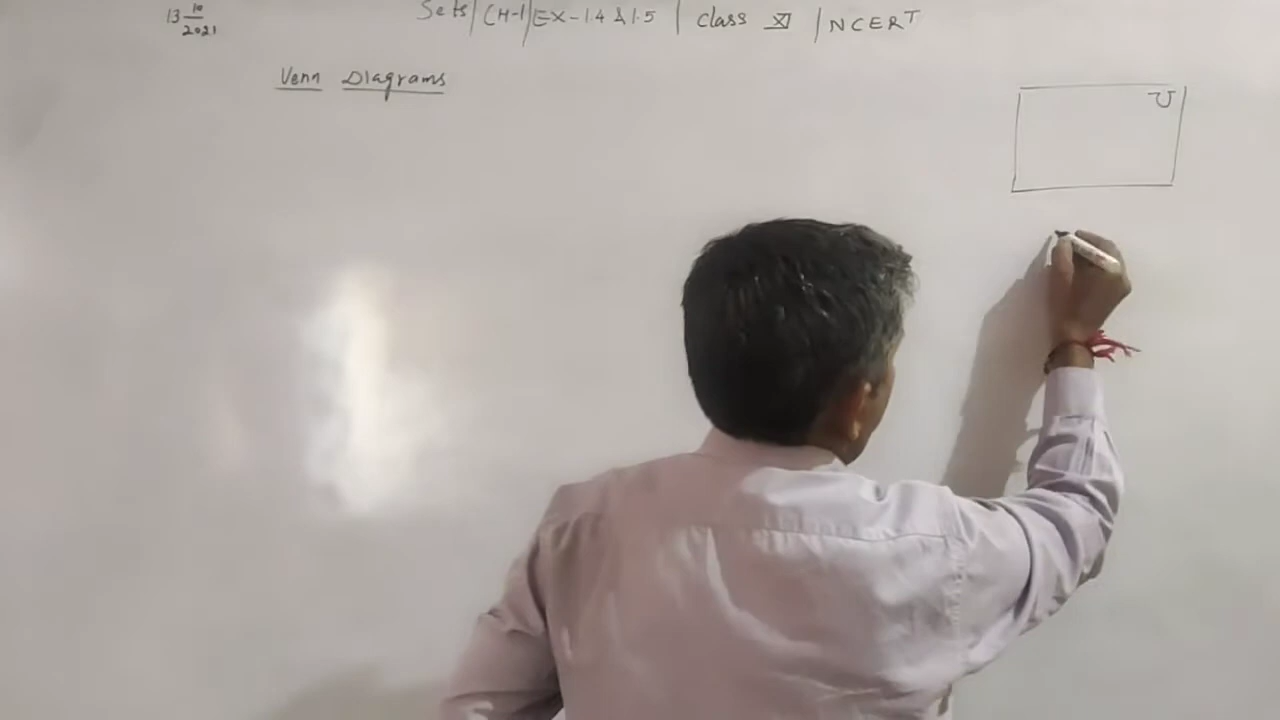 13 10/2021
Sets | CH-1 | EX-1.4 & 1.5 | class XI | NCERT
Venn Diagrams
U